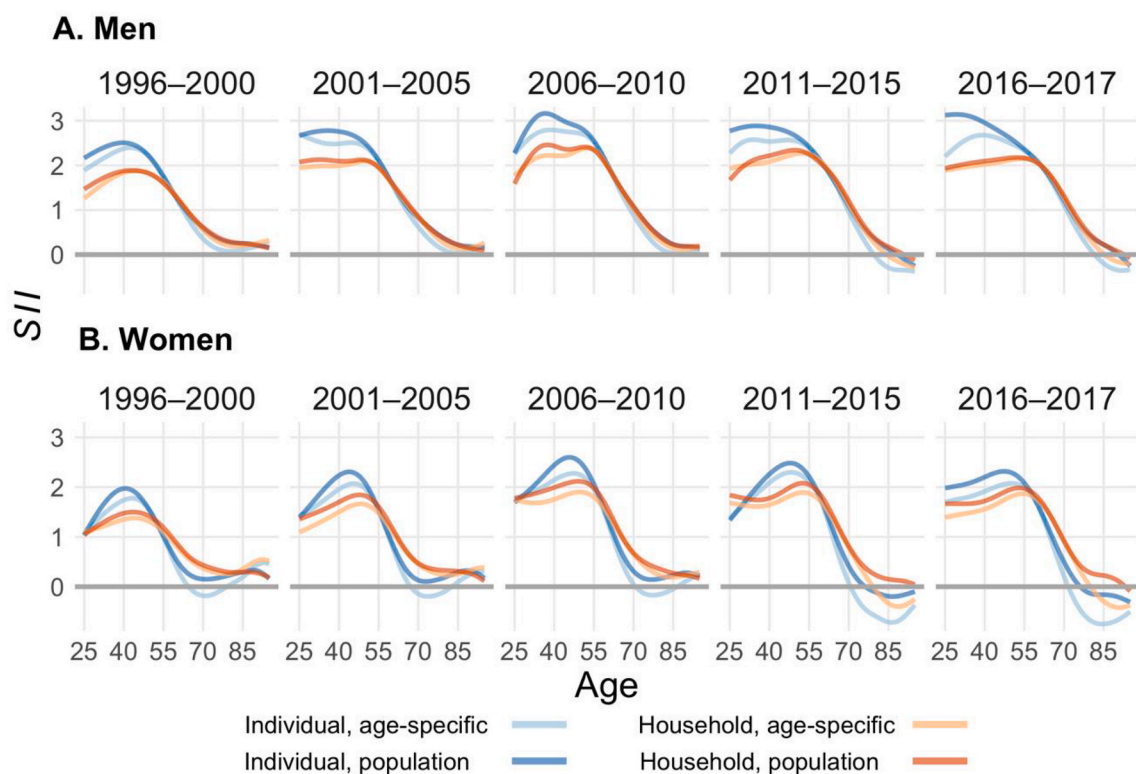 A. Men
1996–2000 2001–2005 2006–2010 2011–2015 2016–2017
3
2
1
0
SII
B. Women
1996–2000 2001–2005 2006–2010 2011–2015 2016–2017
3
2
1
0
25 40 55 70 85 25 40 55 70 85 25 40 55 70 85 25 40 55 70 85 25 40 55 70 85
Age
Individual, age-specific Household, age-specific
Individual, population Household, population